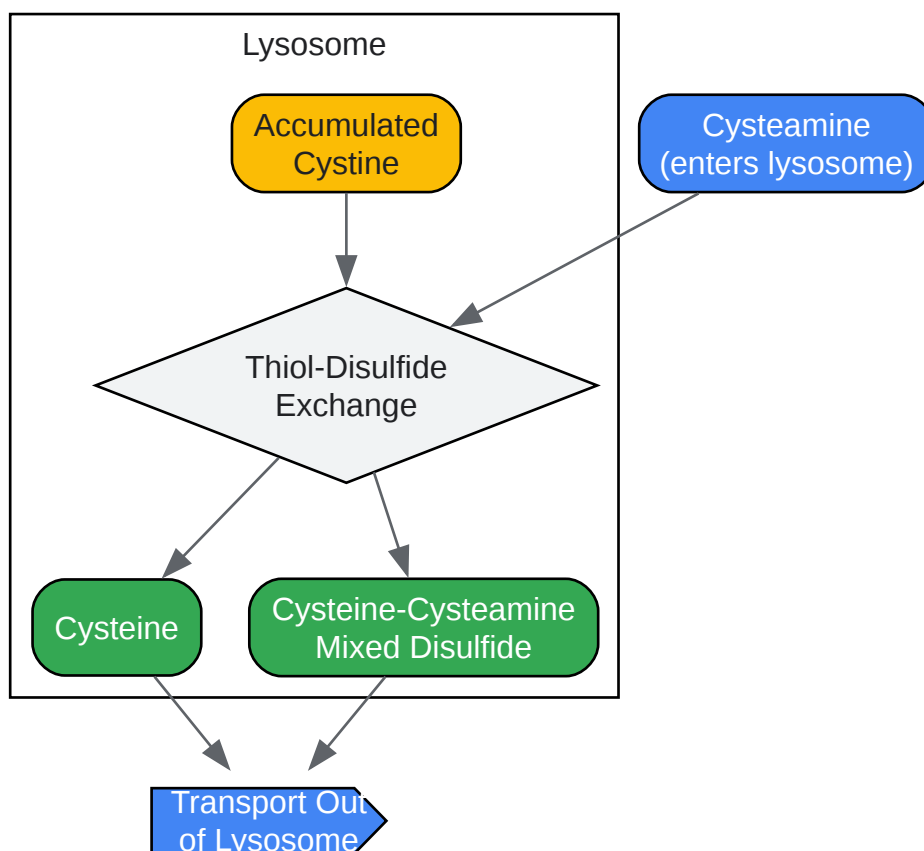 Lysosome
Accumulated
Cystine
Cysteamine
(enters lysosome)
Thiol-Disulfide
Exchange
Cysteine
Cysteine-Cysteamine
Mixed Disulfide
Transport Out
of Lysosome